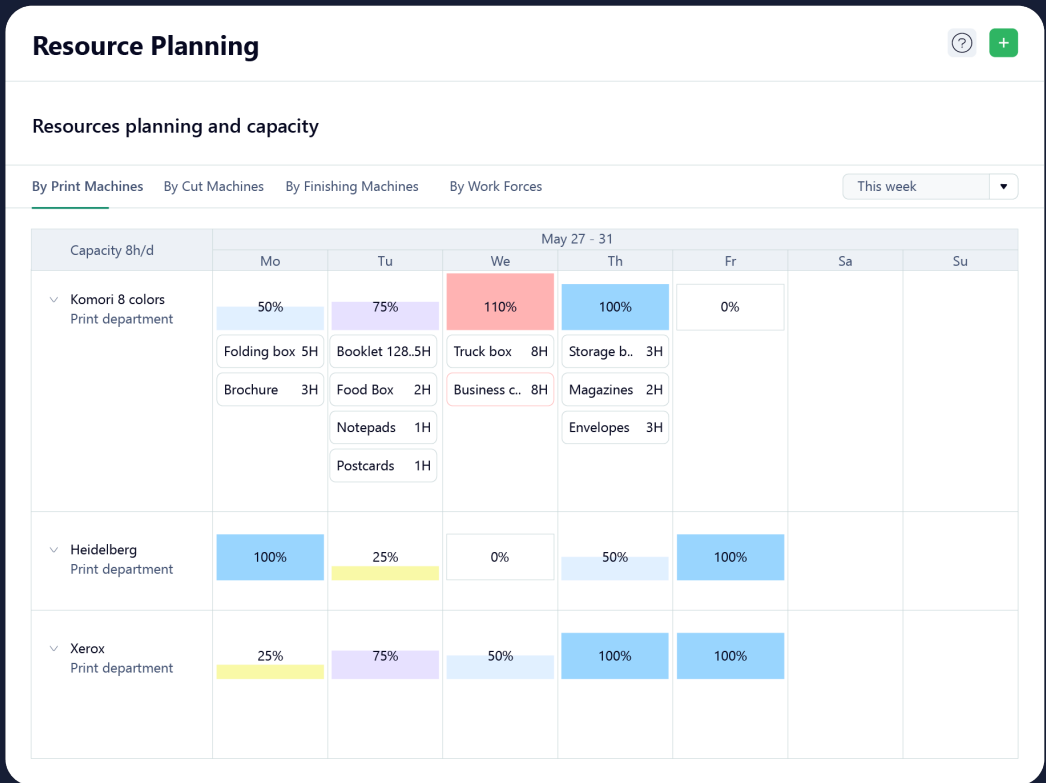 Resource Planning
?
+
Resources planning and capacity
By Print Machines By Cut Machines By Finishing Machines By Work Forces This week
Capacity 8h/d May 27 - 31
Mo Tu We Th Fr Sa Su
Komori 8 colors
Print department
50% 75% 110% 100% 0%
Folding box 5H Booklet 128..5H Truck box 8H Storage b.. 3H
Brochure 3H Food Box 2H Business c.. 8H Magazines 2H
Notepads 1H Envelopes 3H
Postcards 1H
Heidelberg
Print department
100% 25% 0% 50% 100%
Xerox
Print department
25% 75% 50% 100% 100%